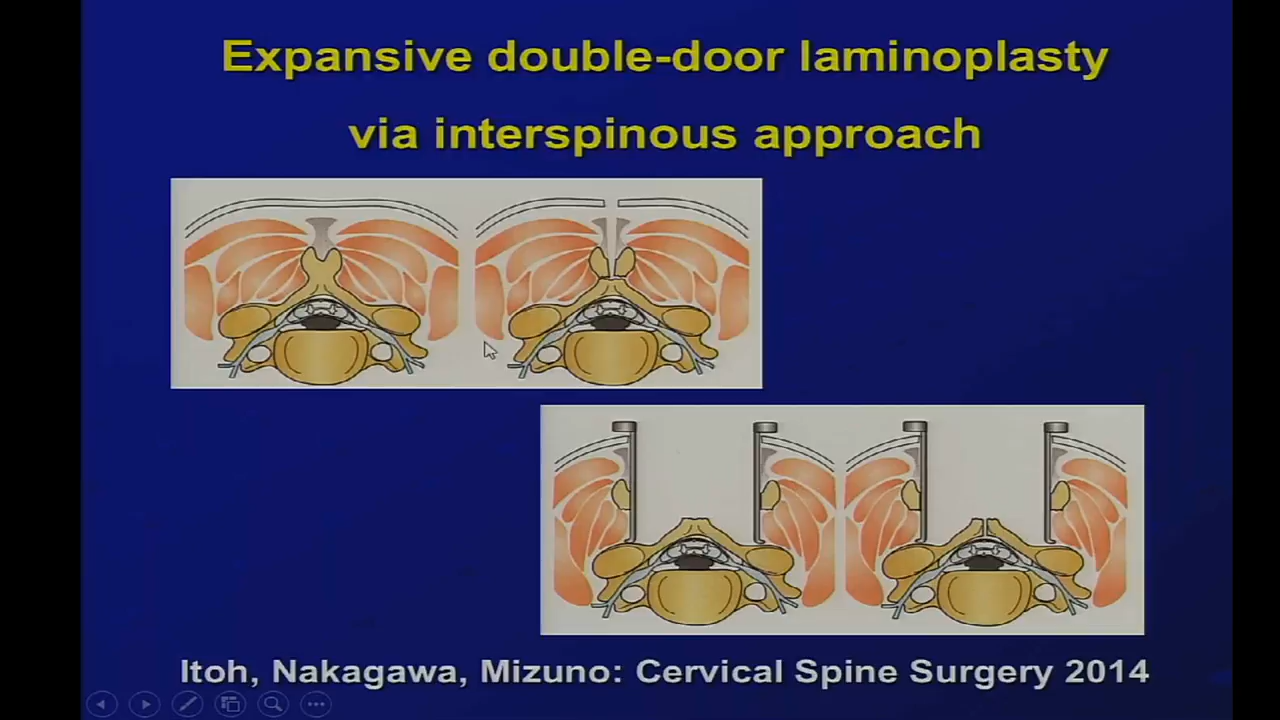 Expansive double-door laminoplasty
via interspinous approach
Itoh, Nakagawa, Mizuno: Cervical Spine Surgery 2014